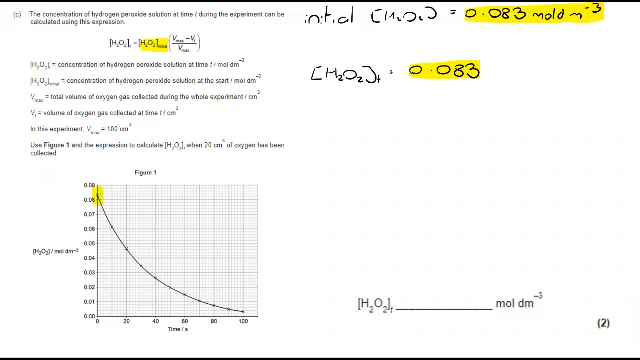 (c) The concentration of hydrogen peroxide solution at time t during the experiment can be
calculated using this expression.
[H₂O₂]t = [H₂O₂]initial (Vmax – Vt / Vmax)
[H₂O₂]t = concentration of hydrogen peroxide solution at time t / mol dm⁻³
[H₂O₂]initial = concentration of hydrogen peroxide solution at the start / mol dm⁻³
Vmax = total volume of oxygen gas collected during the whole experiment / cm³
Vt = volume of oxygen gas collected at time t / cm³
In this experiment, Vmax = 100 cm³
Use Figure 1 and the expression to calculate [H₂O₂]t when 20 cm³ of oxygen has been
collected.
Figure 1
0.09
0.08
0.07
0.06
0.05
[H₂O₂] / mol dm⁻³
0.04
0.03
0.02
0.01
0.00
0 20 40 60 80 100
Time / s
initial [H₂O₂] = 0.083 mol dm⁻³
[H₂O₂]t = 0.083
[H₂O₂]t ____________ mol dm⁻³
(2)